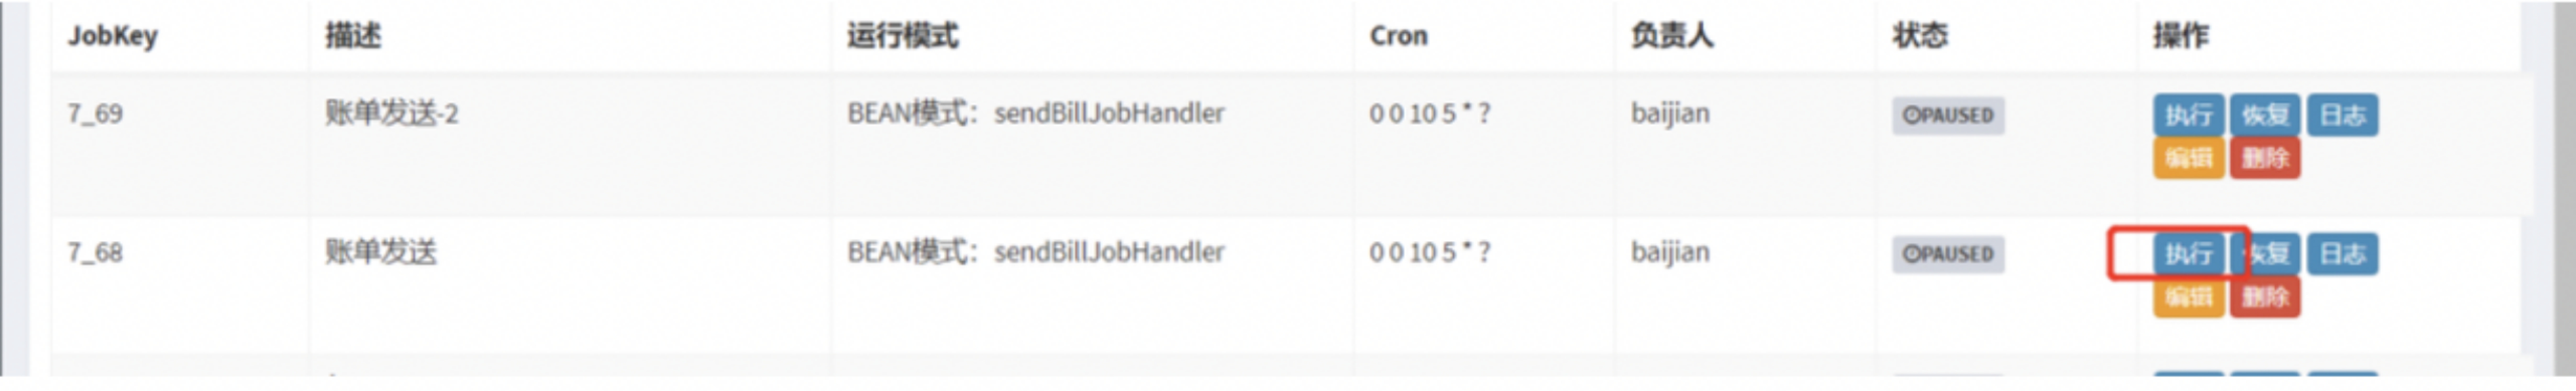 JobKey 描述 运行模式 Cron 负责人 状态 操作
7_69 账单发送-2 BEAN模式：sendBillJobHandler 0 0 10 5 * ? baijian PAUSED 执行 恢复 日志
编辑 删除
7_68 账单发送 BEAN模式：sendBillJobHandler 0 0 10 5 * ? baijian PAUSED 执行 恢复 日志
编辑 删除